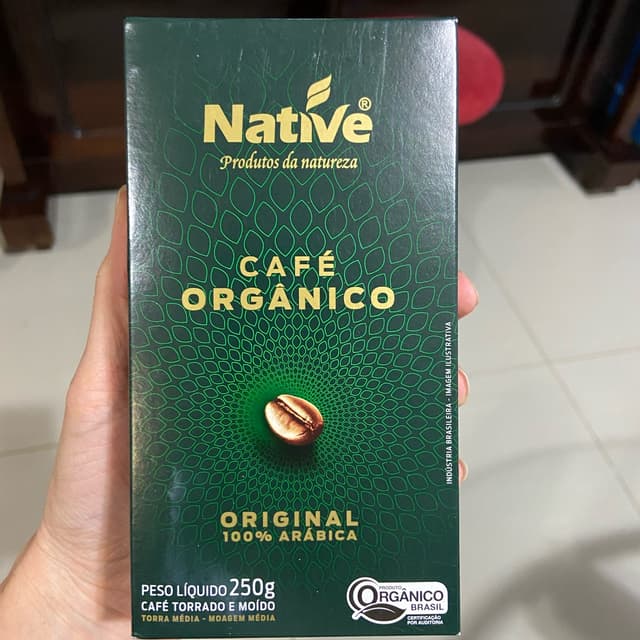 Native®
Produtos da natureza
CAFÉ
ORGÂNICO
INDÚSTRIA BRASILEIRA - IMAGEM ILUSTRATIVA
ORIGINAL
100% ARÁBICA
PESO LÍQUIDO 250g
CAFÉ TORRADO E MOÍDO
TORRA MÉDIA - MOAGEM MÉDIA
PRODUTO
ORGÂNICO
BRASIL
CERTIFICAÇÃO
POR AUDITORIA